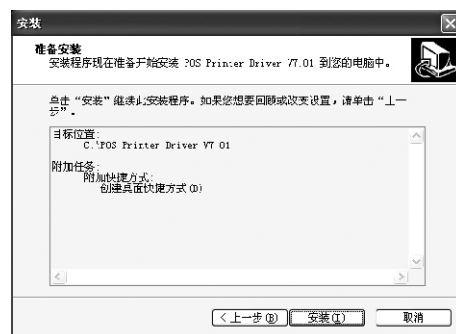 安装
准备安装
安装程序现在准备开始安装 POS Printer Driver V7.01 到您的电脑中。
单击“安装”继续此安装程序。如果您想要回顾或改变设置，请单击“上一
步”。
目标位置:
C:\POS Printer Driver V7 01
附加任务:
附加快捷方式:
创建桌面快捷方式(D)
<上一步(B)
安装(I)
取消